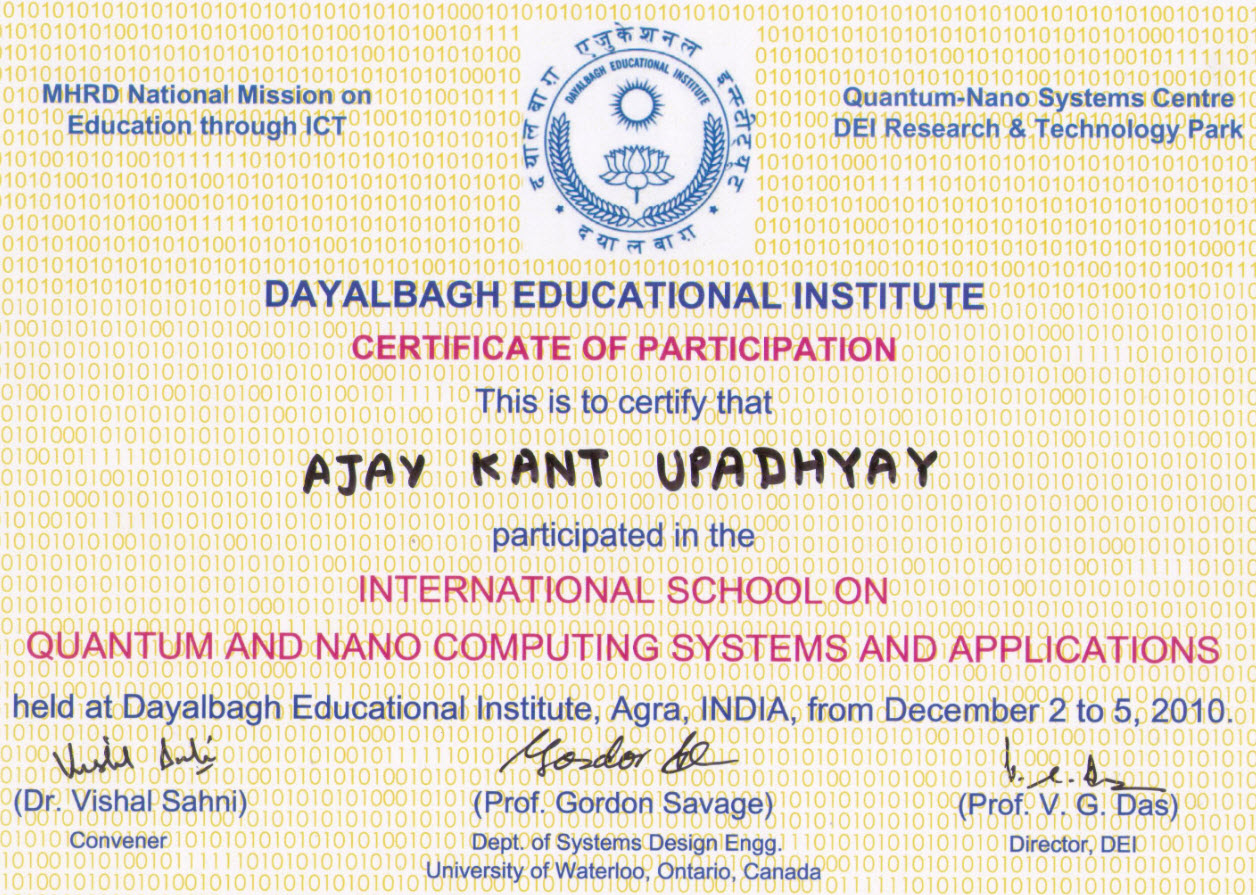 MHRD National Mission on
Education through ICT
दयालबाग़ एजुकेशनल इन्स्टीट्यूट
DAYALBAGH EDUCATIONAL INSTITUTE
दयालबाग़
Quantum-Nano Systems Centre
DEI Research & Technology Park
DAYALBAGH EDUCATIONAL INSTITUTE
CERTIFICATE OF PARTICIPATION
This is to certify that
AJAY KANT UPADHYAY
participated in the
INTERNATIONAL SCHOOL ON
QUANTUM AND NANO COMPUTING SYSTEMS AND APPLICATIONS
held at Dayalbagh Educational Institute, Agra, INDIA, from December 2 to 5, 2010.
(Dr. Vishal Sahni)
Convener
(Prof. Gordon Savage)
Dept. of Systems Design Engg.
University of Waterloo, Ontario, Canada
(Prof. V. G. Das)
Director, DEI